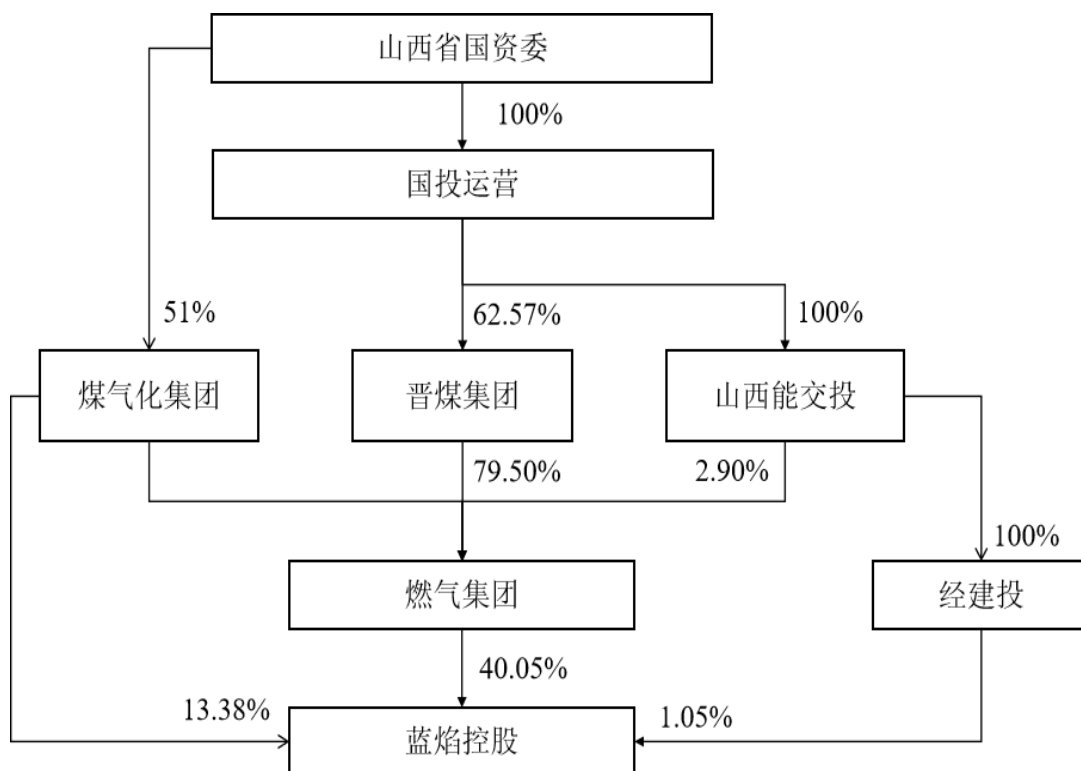 山西省国资委
100%
国投运营
51%
62.57%
100%
煤气化集团
晋煤集团
山西能交投
79.50%
2.90%
100%
燃气集团
经建投
40.05%
13.38%
1.05%
蓝焰控股